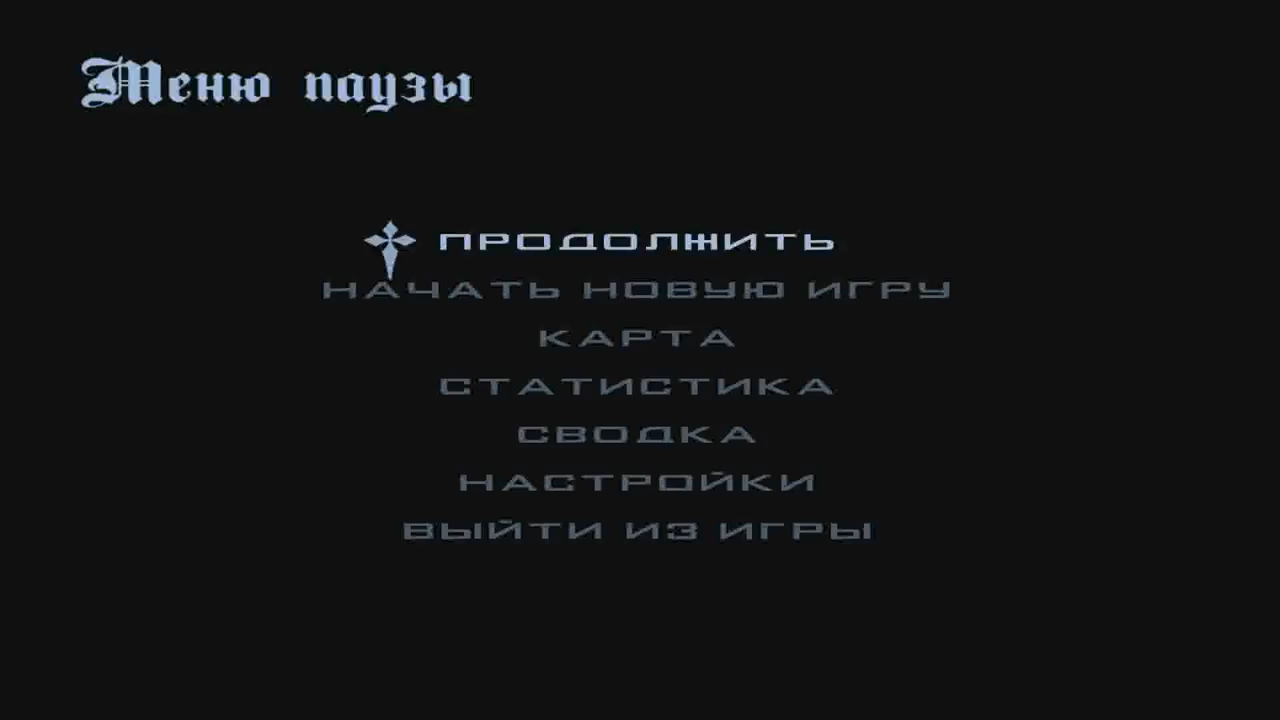 Меню паузы
ПРОДОЛЖИТЬ
НАЧАТЬ НОВУЮ ИГРУ
КАРТА
СТАТИСТИКА
СВОДКА
НАСТРОЙКИ
ВЫЙТИ ИЗ ИГРЫ